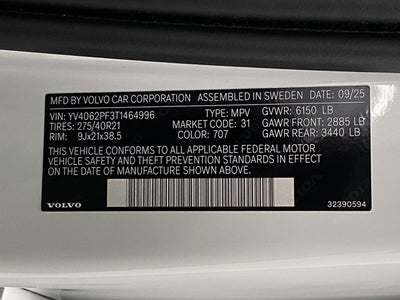 MFD BY VOLVO CAR CORPORATION ASSEMBLED IN SWEDEN 09/25
VIN: YV4062PF3T1464996 TYPE: MPV GVWR: 6150 LB
TIRES: 275/40R21 MARKET CODE: 31 GAWR FRONT: 2885 LB
RIM: 9Jx21x38.5 COLOR: 707 GAWR REAR: 3440 LB
THIS VEHICLE CONFORMS TO ALL APPLICABLE FEDERAL MOTOR
VEHICLE SAFETY AND THEFT PREVENTION STANDARDS IN EFFECT
ON THE DATE OF MANUFACTURE SHOWN ABOVE.
VOLVO 32390594